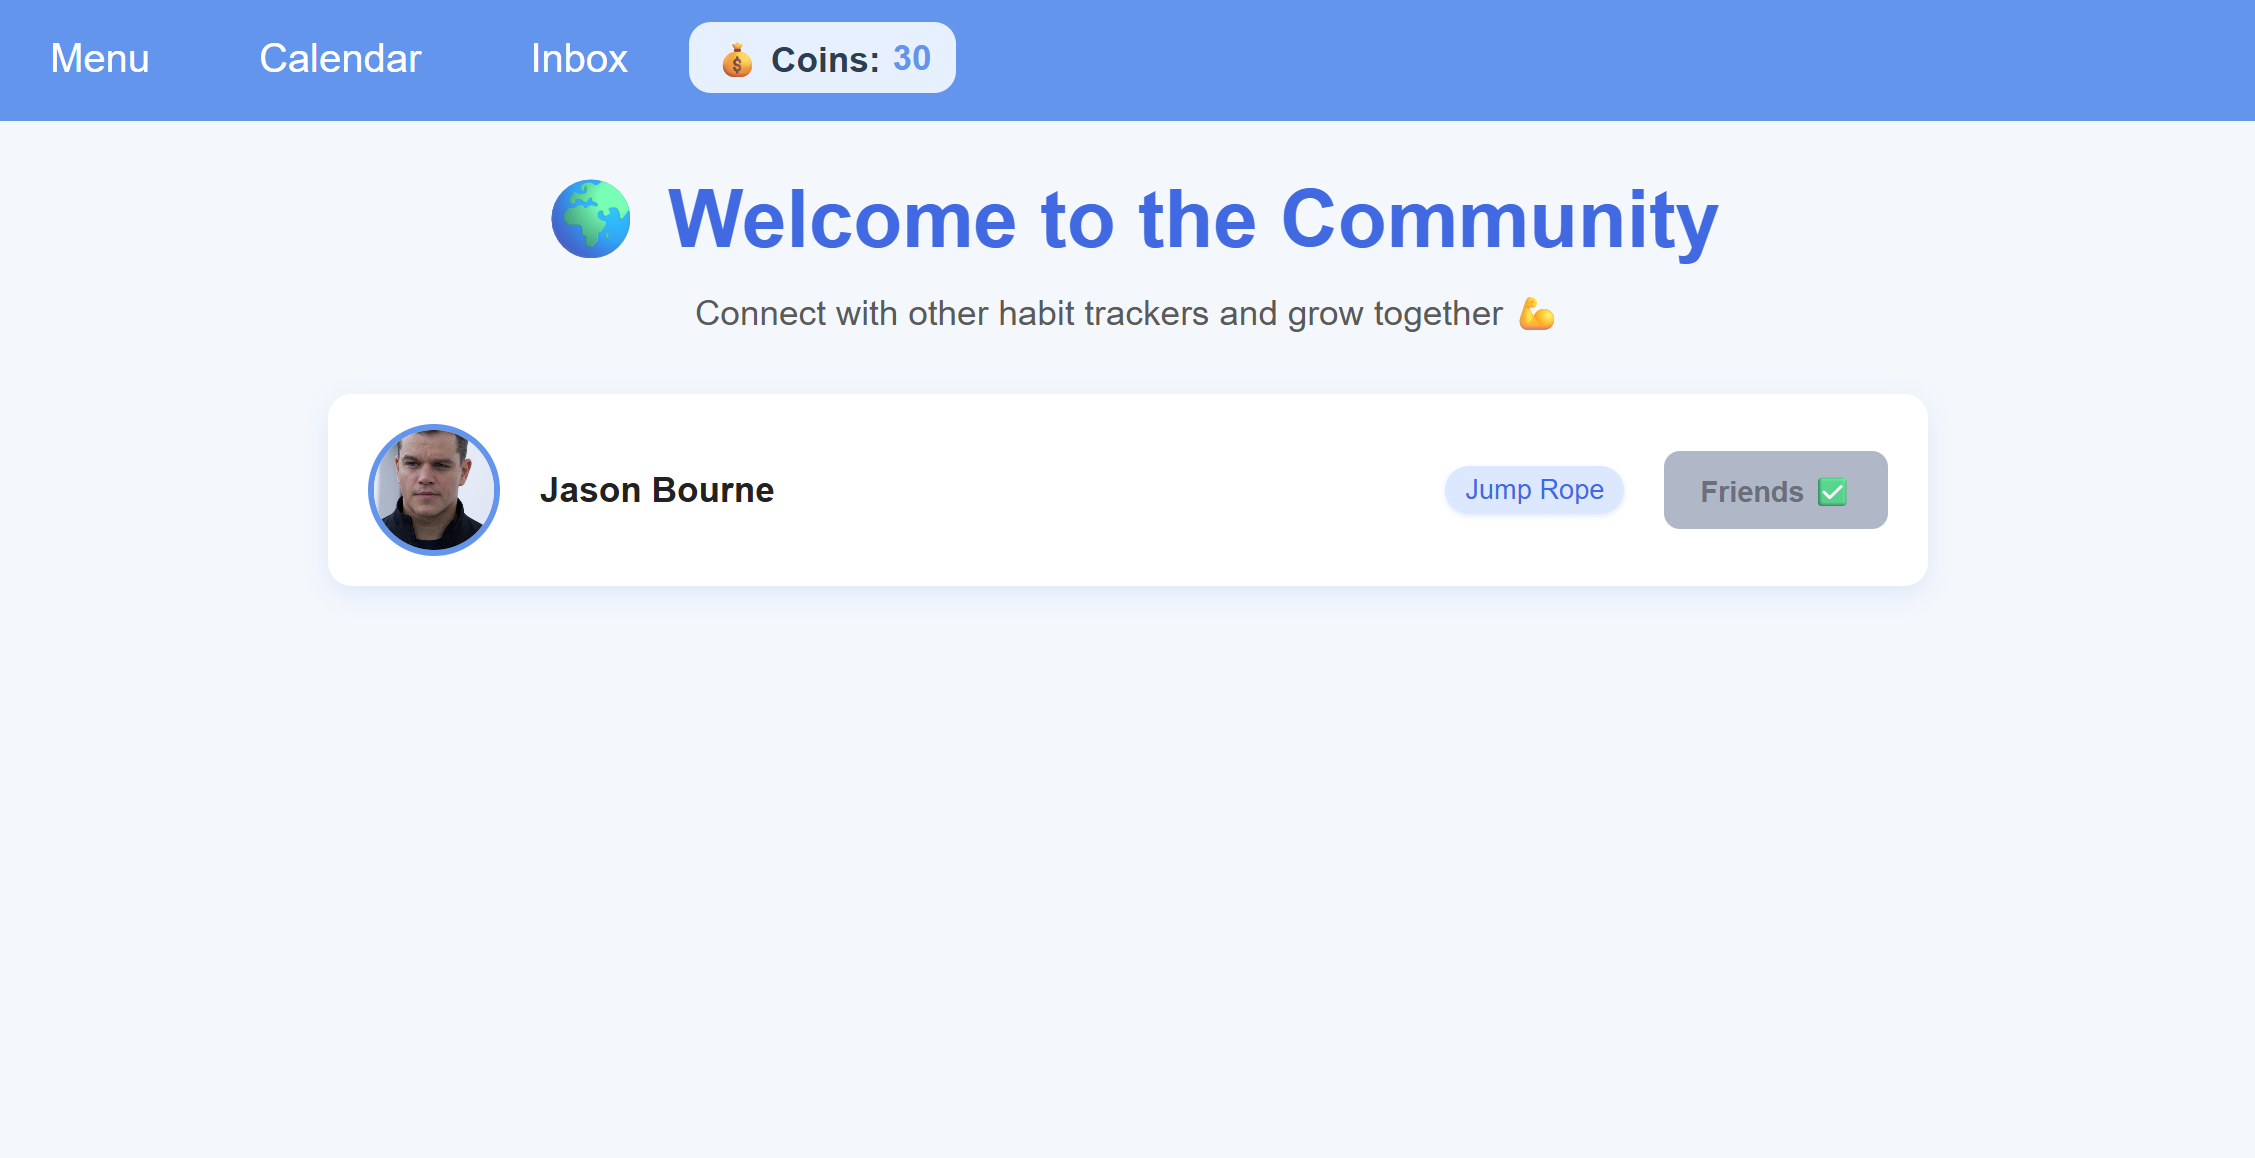 Menu Calendar Inbox 💰 Coins: 30
🌍 Welcome to the Community
Connect with other habit trackers and grow together 💪
Jason Bourne Jump Rope Friends ✅